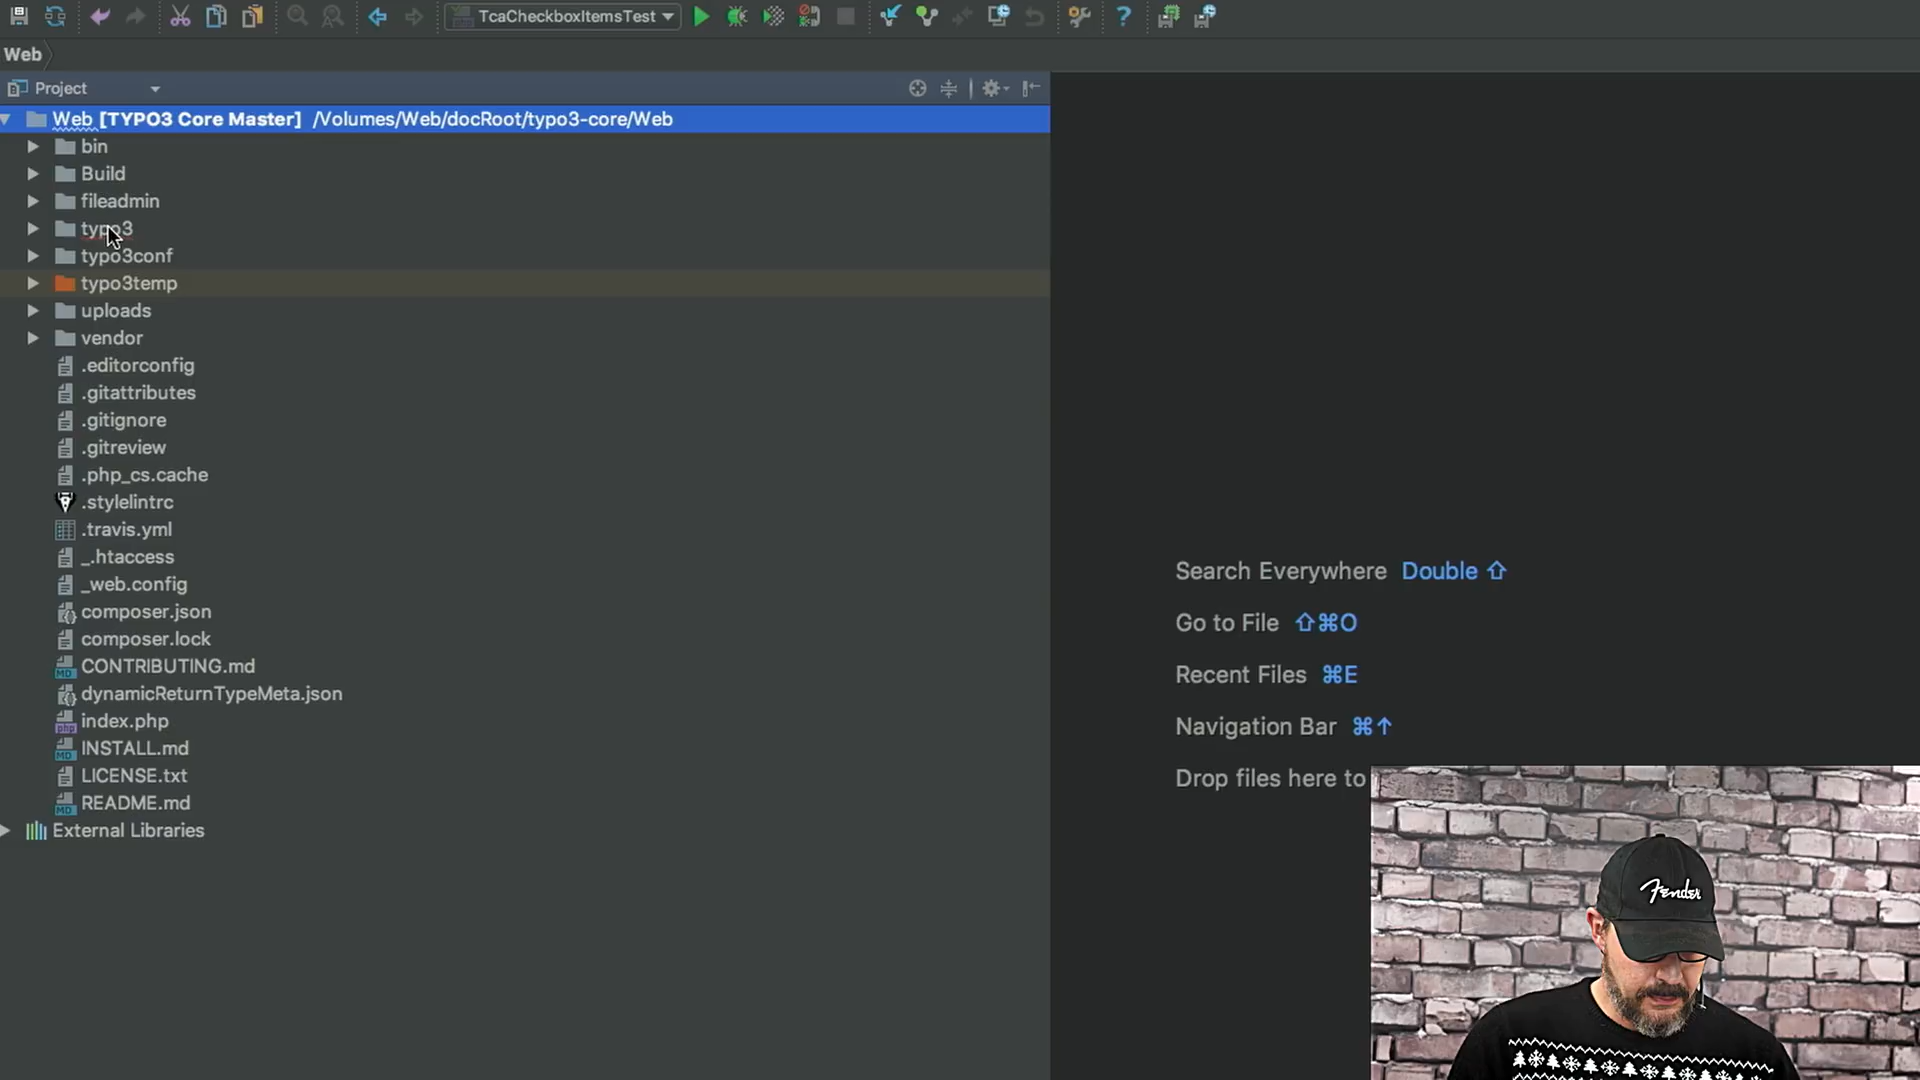 TcaCheckboxItemsTest
Web
Project
Web [TYPO3 Core Master] /Volumes/Web/docRoot/typo3-core/Web
bin
Build
fileadmin
typo3
typo3conf
typo3temp
uploads
vendor
.editorconfig
.gitattributes
.gitignore
.gitreview
.php_cs.cache
.stylelintrc
.travis.yml
_.htaccess
_web.config
composer.json
composer.lock
CONTRIBUTING.md
dynamicReturnTypeMeta.json
index.php
INSTALL.md
LICENSE.txt
README.md
External Libraries
Search Everywhere Double ⇧
Go to File ⇧⌘O
Recent Files ⌘E
Navigation Bar ⌘↑
Drop files here to
Fender